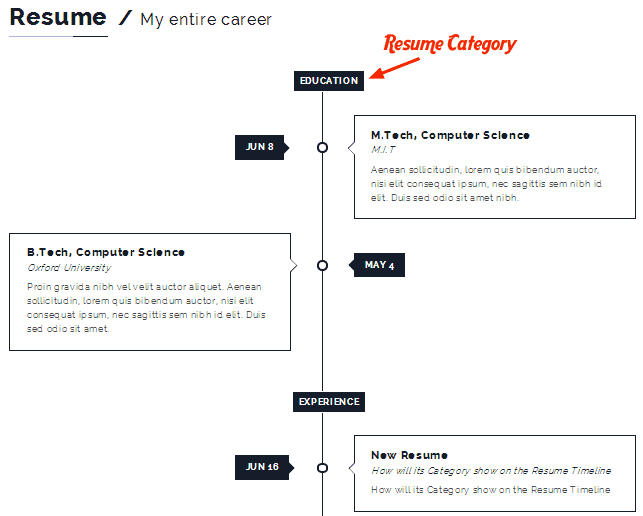 Resume / My entire career
Resume Category
EDUCATION
JUN 8
M.Tech, Computer Science
M.I.T
Aenean sollicitudin, lorem quis bibendum auctor,
nisi elit consequat ipsum, nec sagittis sem nibh id
elit. Duis sed odio sit amet nibh.
B.Tech, Computer Science
Oxford University
Proin gravida nibh vel velit auctor aliquet. Aenean
sollicitudin, lorem quis bibendum auctor, nisi elit
consequat ipsum, nec sagittis sem nibh id elit. Duis
sed odio sit amet.
MAY 4
EXPERIENCE
JUN 16
New Resume
How will its Category show on the Resume Timeline
How will its Category show on the Resume Timeline